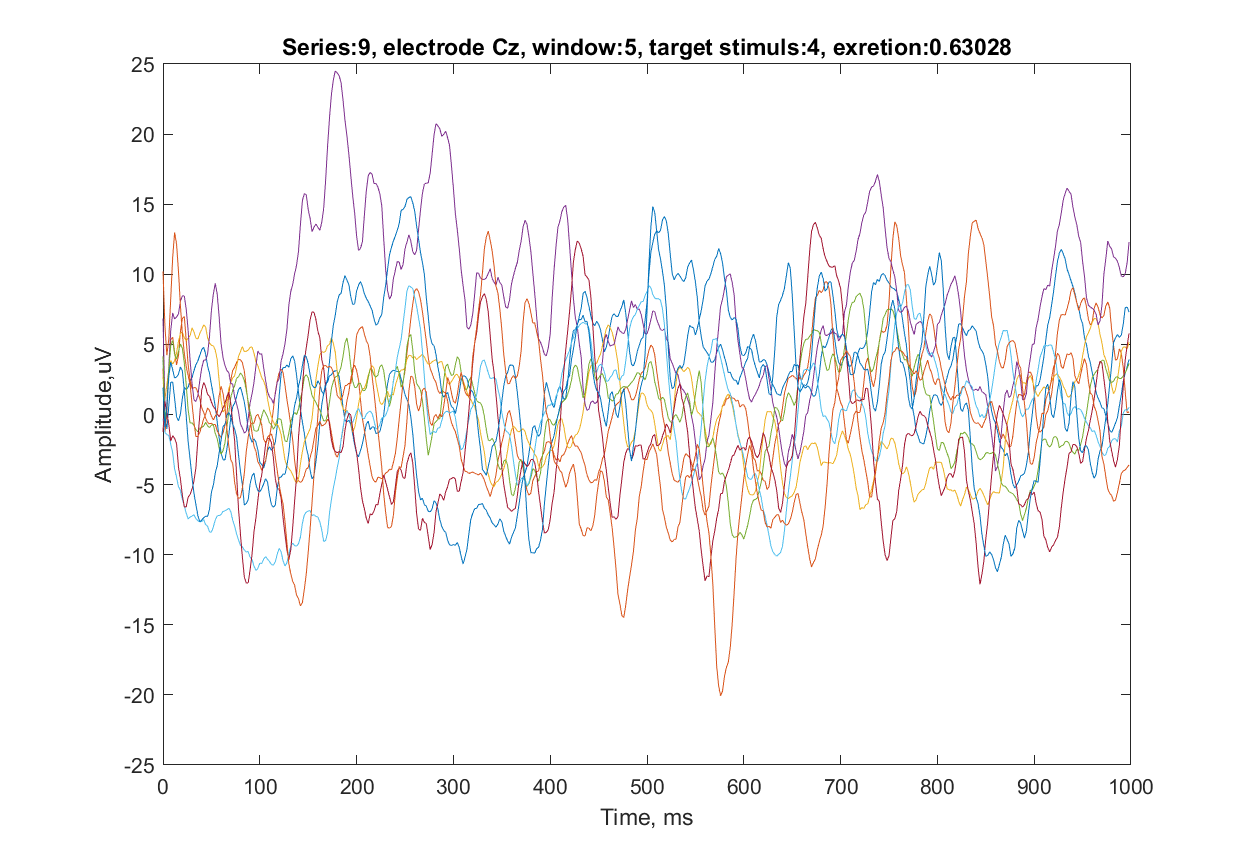 Series:9, electrode Cz, window:5, target stimuls:4, exretion:0.63028
25
20
15
10
5
0
-5
-10
-15
-20
-25
Amplitude,uV
0 100 200 300 400 500 600 700 800 900 1000
Time, ms